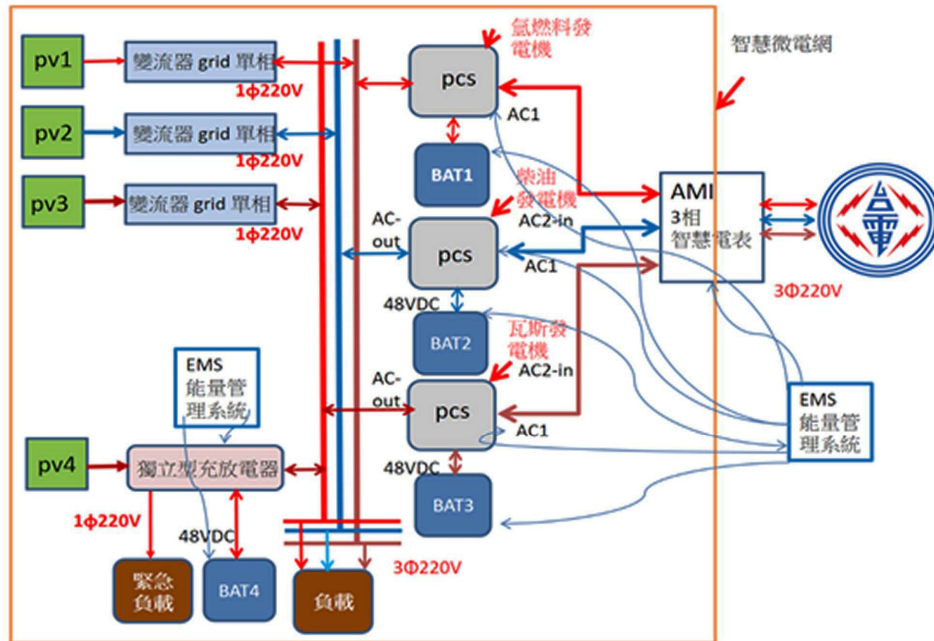 pv1
變流器 grid 單相
1ϕ220V
pv2
變流器 grid 單相
1ϕ220V
pv3
變流器 grid 單相
1ϕ220V
氫燃料發
電機
pcs
AC1
BAT1
柴油
發電機
AC-
out
pcs
AC2-in
AC1
48VDC
BAT2
瓦斯發
電機
AC-
out
pcs
AC2-in
AC1
48VDC
BAT3
智慧微電網
AMI
3相
智慧電表
3Φ220V
台電
EMS
能量管
理系統
EMS
能量管
理系統
pv4
獨立型充放電器
1ϕ220V
48VDC
緊急
負載
BAT4
負載
3Φ220V